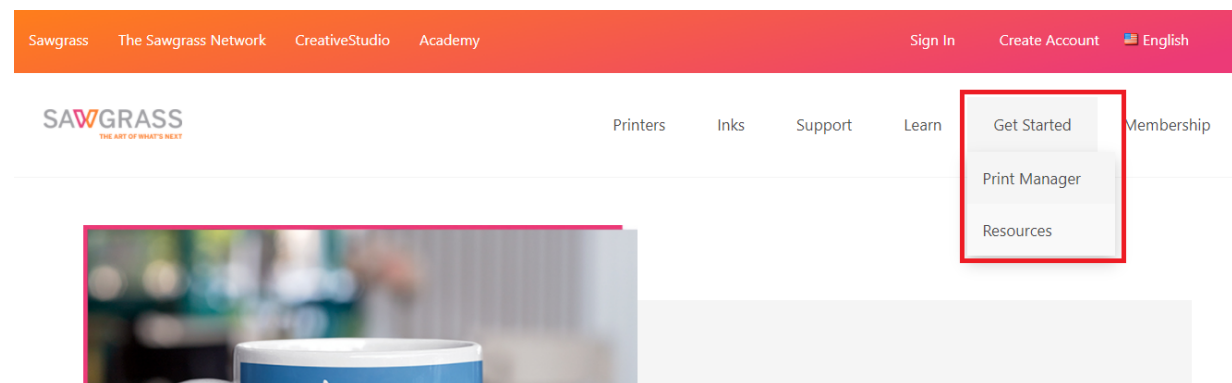 Sawgrass The Sawgrass Network CreativeStudio Academy Sign In Create Account English
SAWGRASS
THE ART OF WHAT'S NEXT
Printers Inks Support Learn Get Started Membership
Print Manager
Resources